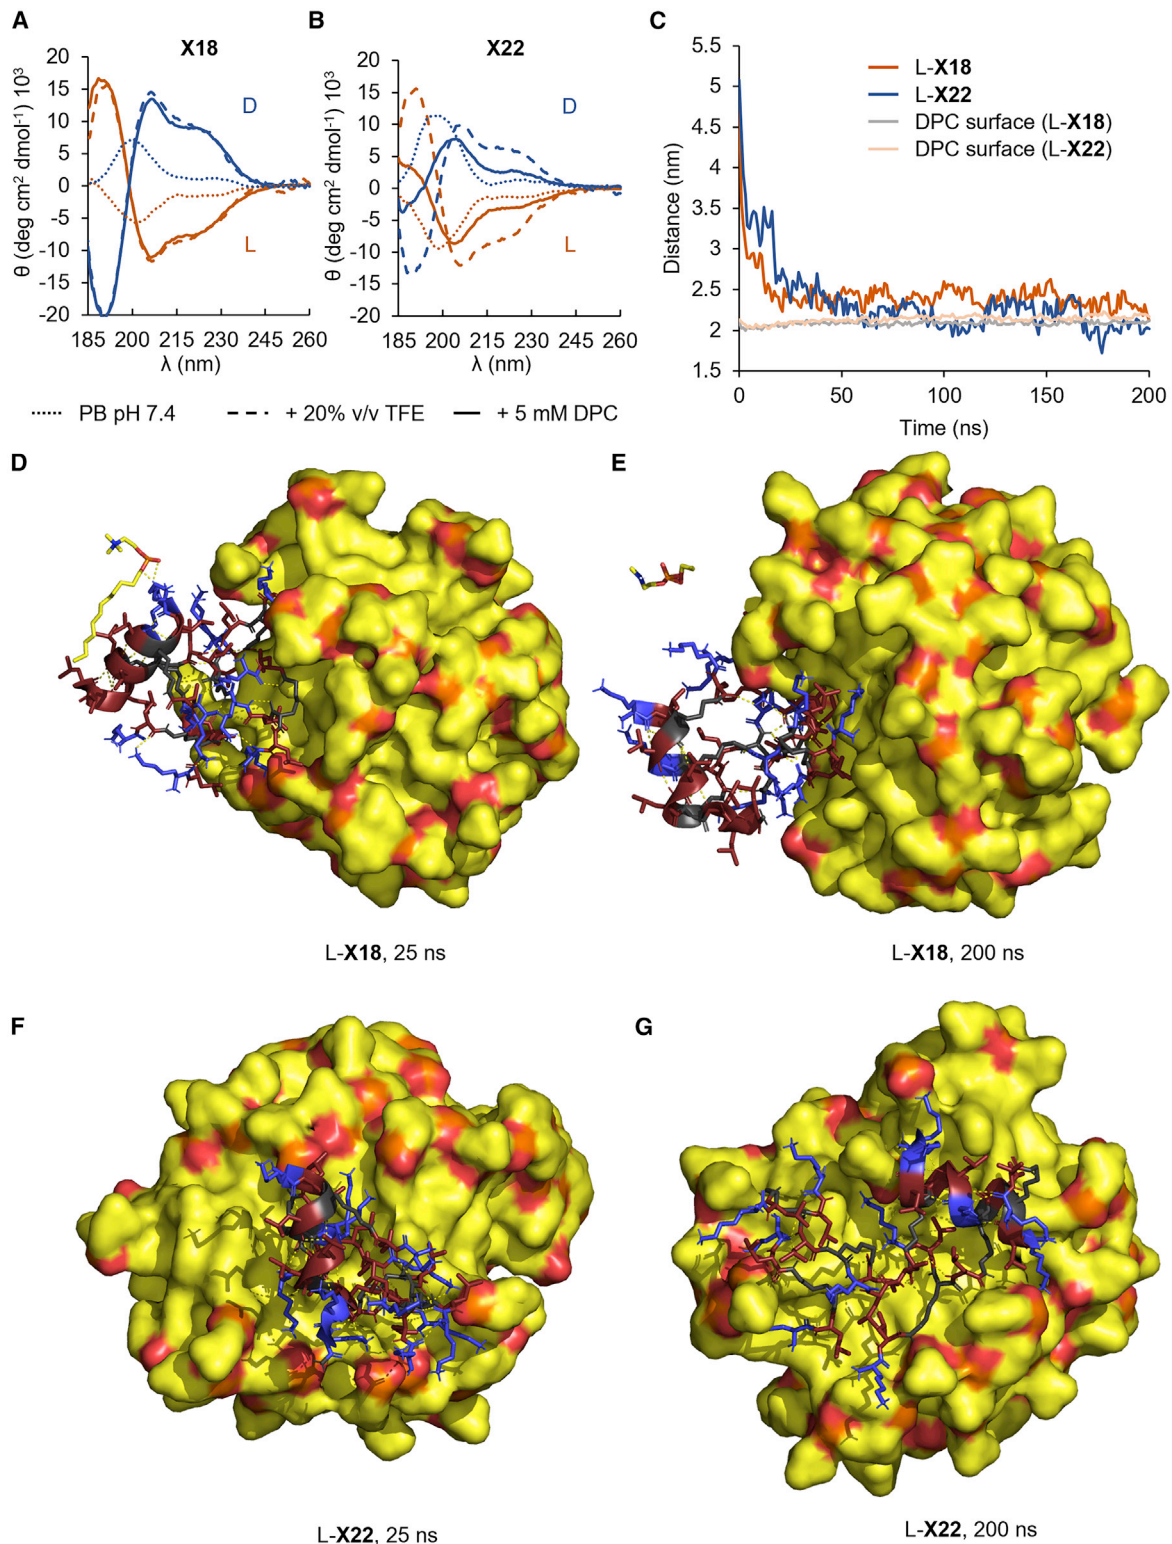 A
X18
20
15
10
5
0
-5
-10
-15
-20
θ (deg cm² dmol⁻¹) 10³
D
L
185 200 215 230 245 260
λ (nm)
B
X22
20
15
10
5
0
-5
-10
-15
-20
θ (deg cm² dmol⁻¹) 10³
D
L
185 200 215 230 245 260
λ (nm)
PB pH 7.4
+ 20% v/v TFE
+ 5 mM DPC
C
5.5
5
4.5
4
3.5
3
2.5
2
1.5
Distance (nm)
L-X18
L-X22
DPC surface (L-X18)
DPC surface (L-X22)
0 50 100 150 200
Time (ns)
D
L-X18, 25 ns
E
L-X18, 200 ns
F
L-X22, 25 ns
G
L-X22, 200 ns